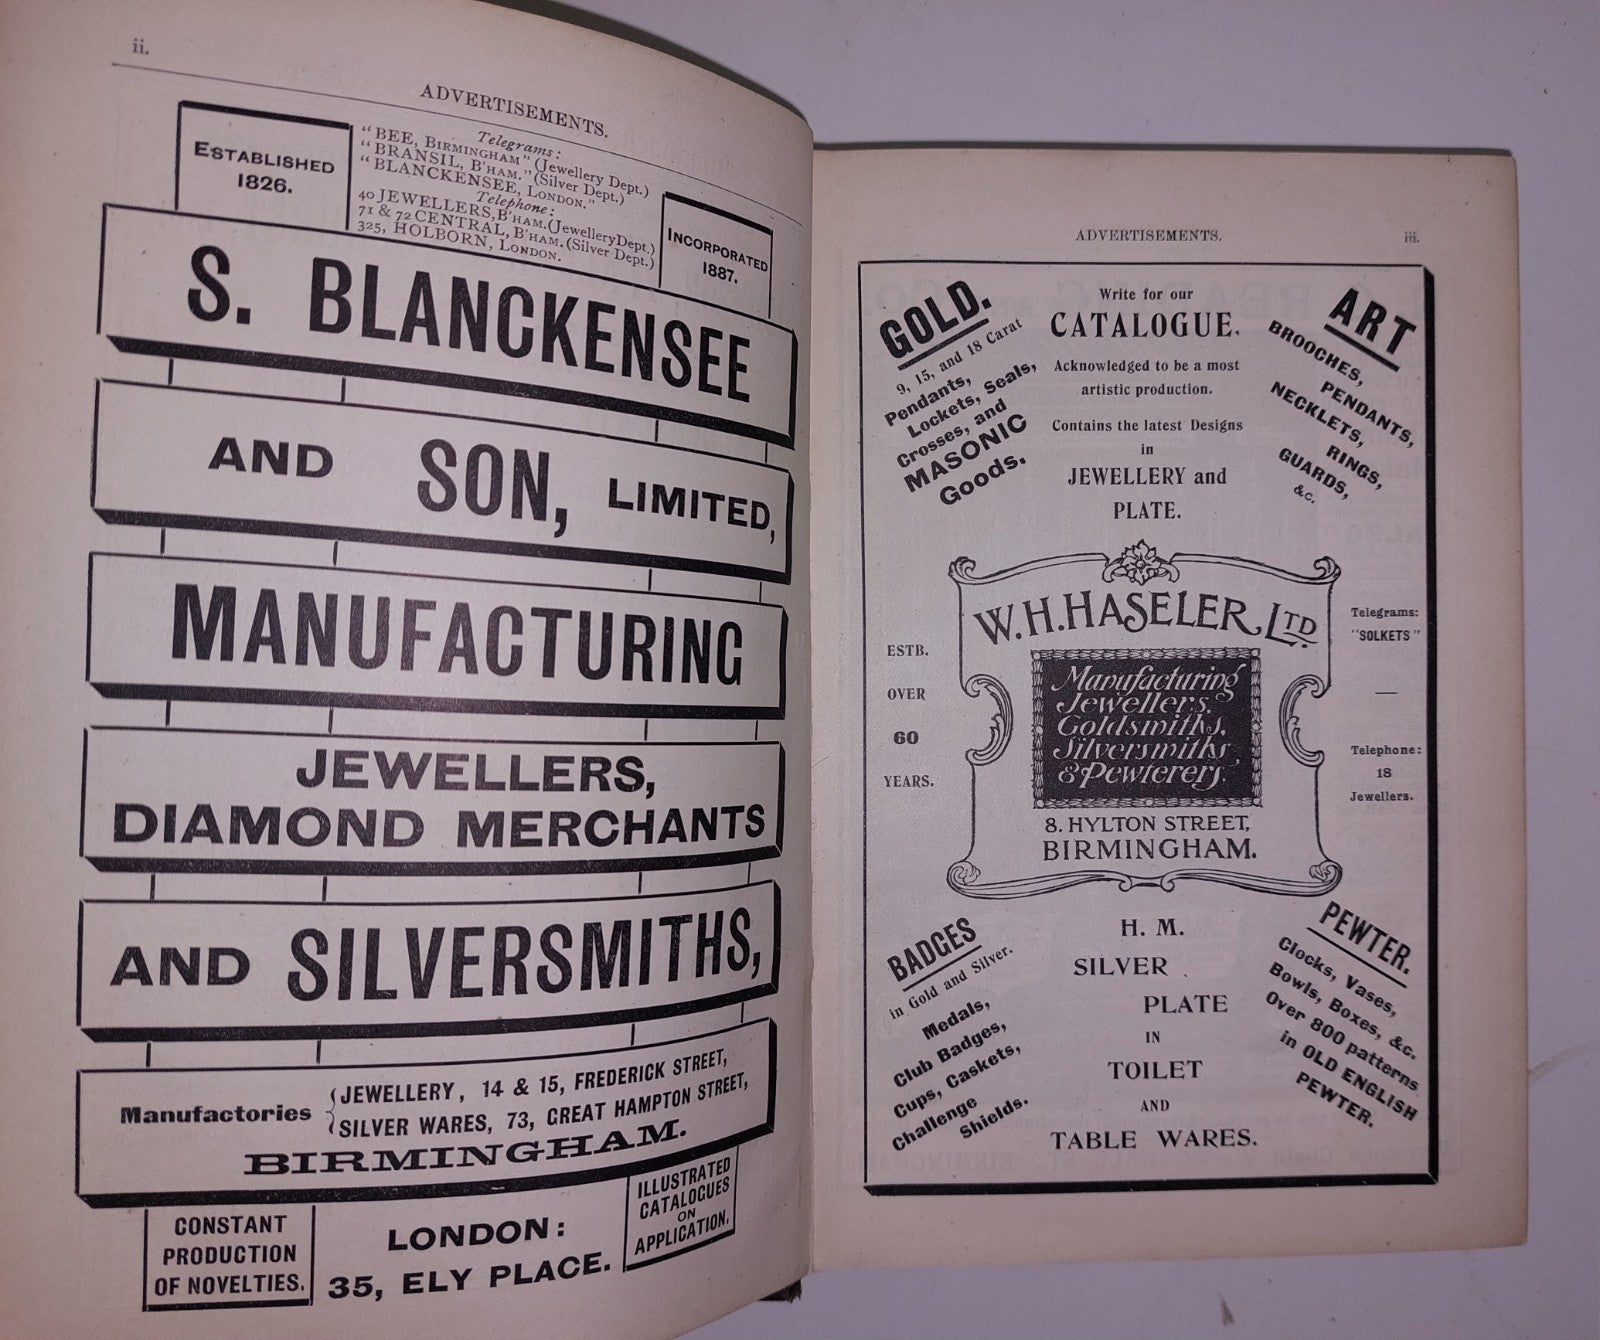 ii.
ADVERTISEMENTS.
ESTABLISHED
1826.
Telegrams:
"BEE, BIRMINGHAM" (Jewellery Dept.)
"BRANSIL, B'HAM." (Silver Dept.)
"BLANCKENSEE, LONDON."
Telephone:
40 JEWELLERS, B'HAM. (Jewellery Dept.)
71 & 72 CENTRAL, B'HAM. (Silver Dept.)
325, HOLBORN, LONDON.
INCORPORATED
1887.
S. BLANCKENSEE
AND SON, LIMITED,
MANUFACTURING
JEWELLERS,
DIAMOND MERCHANTS
AND SILVERSMITHS,
Manufactories
JEWELLERY, 14 & 15, FREDERICK STREET,
SILVER WARES, 73, GREAT HAMPTON STREET,
BIRMINGHAM.
CONSTANT
PRODUCTION
OF NOVELTIES.
LONDON:
35, ELY PLACE.
ILLUSTRATED
CATALOGUES
ON
APPLICATION.
ADVERTISEMENTS.
iii.
GOLD.
9, 15, and 18 Carat
Pendants,
Lockets, Seals,
Crosses, and
MASONIC
Goods.
Write for our
CATALOGUE.
Acknowledged to be a most
artistic production.
Contains the latest Designs
in
JEWELLERY and
PLATE.
ART
BROOCHES,
PENDANTS,
NECKLETS,
RINGS,
GUARDS,
&c.
ESTB.
OVER
60
YEARS.
W.H.HASELER, LTD.
Manufacturing
Jewellers,
Goldsmiths,
Silversmiths
& Pewterers.
8. HYLTON STREET,
BIRMINGHAM.
Telegrams:
"SOLKETS"
—
Telephone:
18
Jewellers.
BADGES
in Gold and Silver.
Medals,
Club Badges,
Cups, Caskets,
Challenge
Shields.
H. M.
SILVER
PLATE
IN
TOILET
AND
TABLE WARES.
PEWTER.
Clocks, Vases,
Bowls, Boxes, &c.
Over 800 patterns
in OLD ENGLISH
PEWTER.